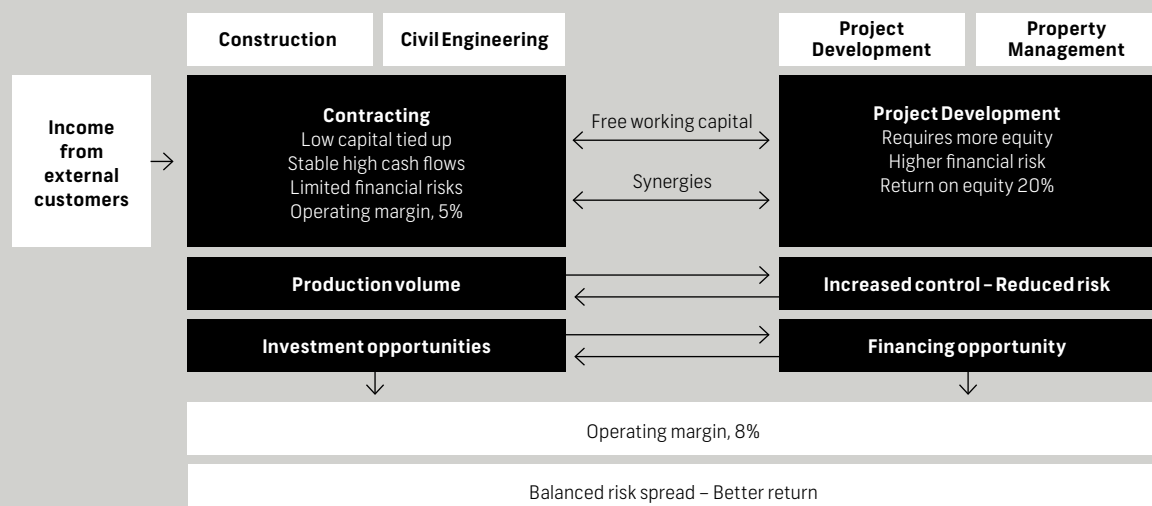 Construction
Civil Engineering
Project
Development
Property
Management
Income
from
external
customers
Contracting
Low capital tied up
Stable high cash flows
Limited financial risks
Operating margin, 5%
Free working capital
Synergies
Project Development
Requires more equity
Higher financial risk
Return on equity 20%
Production volume
Increased control – Reduced risk
Investment opportunities
Financing opportunity
Operating margin, 8%
Balanced risk spread – Better return